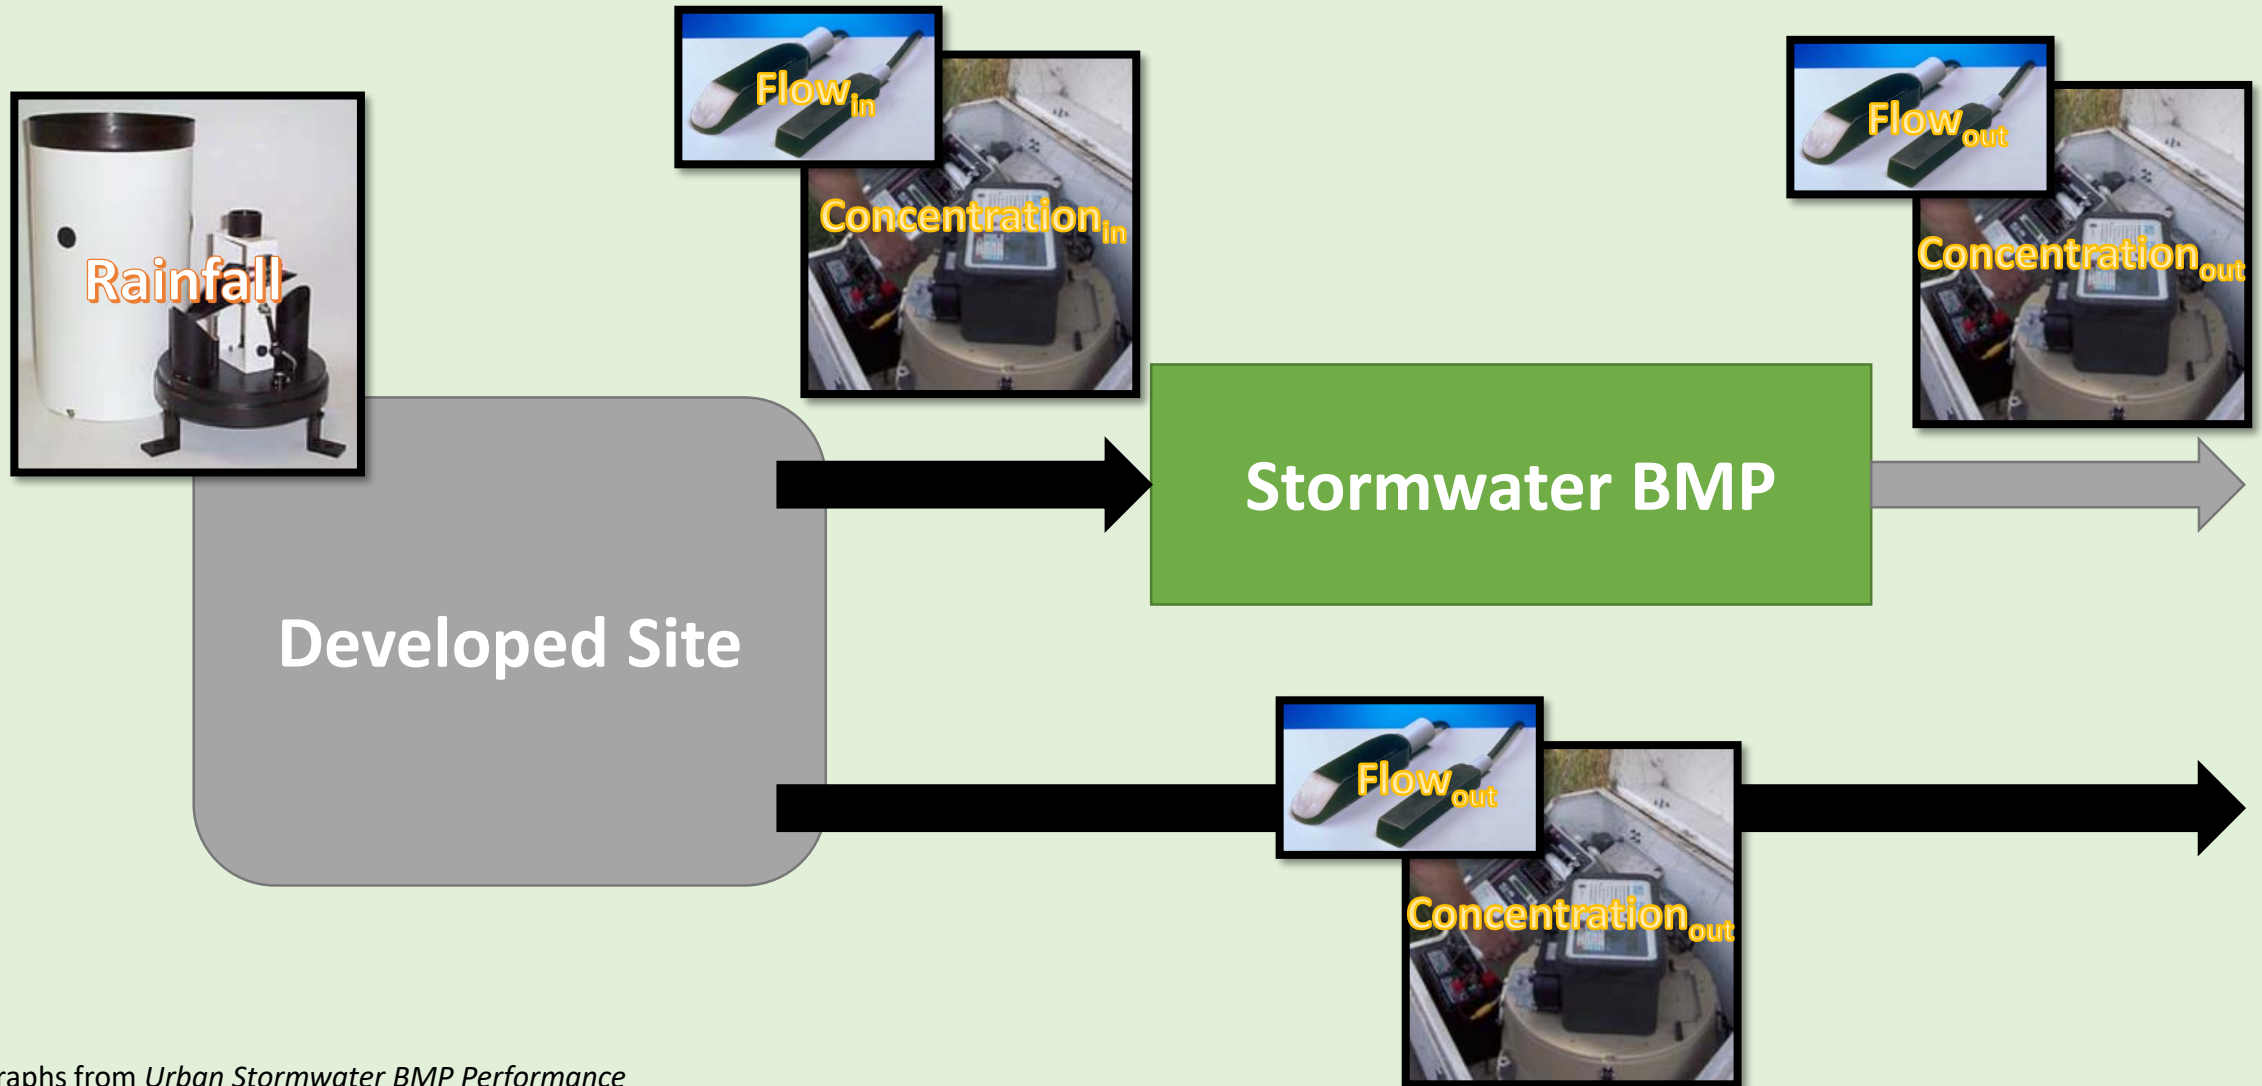 Flow in
Flow out
Concentration in
Concentration out
Rainfall
Stormwater BMP
Developed Site
Flow out
Concentration out
from Urban Stormwater BMP Performance